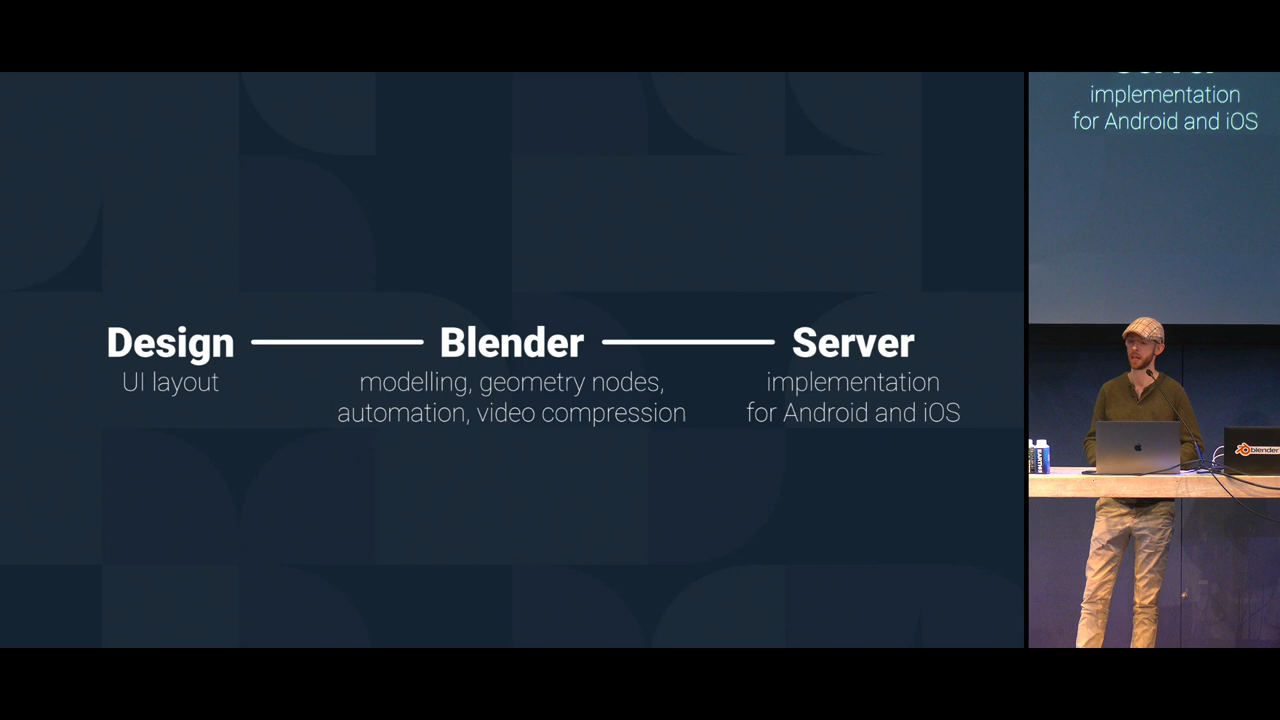 Design
UI layout
Blender
modelling, geometry nodes,
automation, video compression
Server
implementation
for Android and iOS
implementation
for Android and iOS
blender